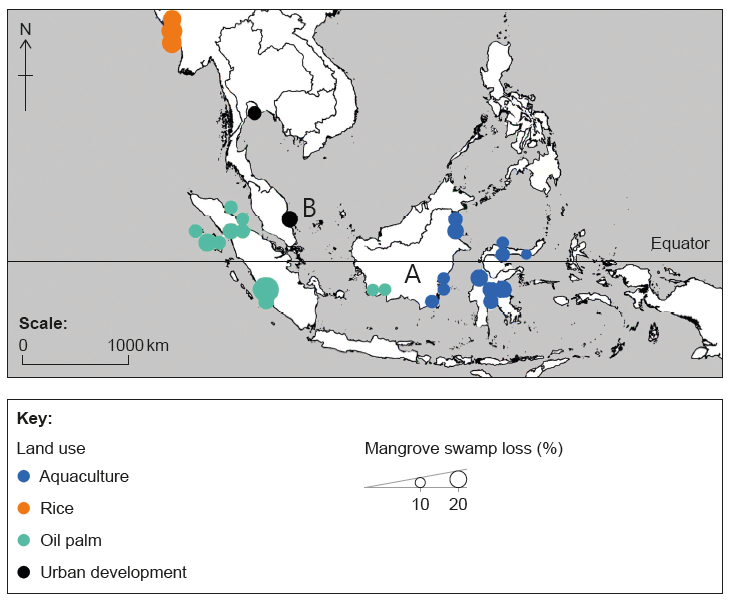 N
B
Equator
A
Scale:
0 1000 km
Key:
Land use
Mangrove swamp loss (%)
Aquaculture
10 20
Rice
Oil palm
Urban development